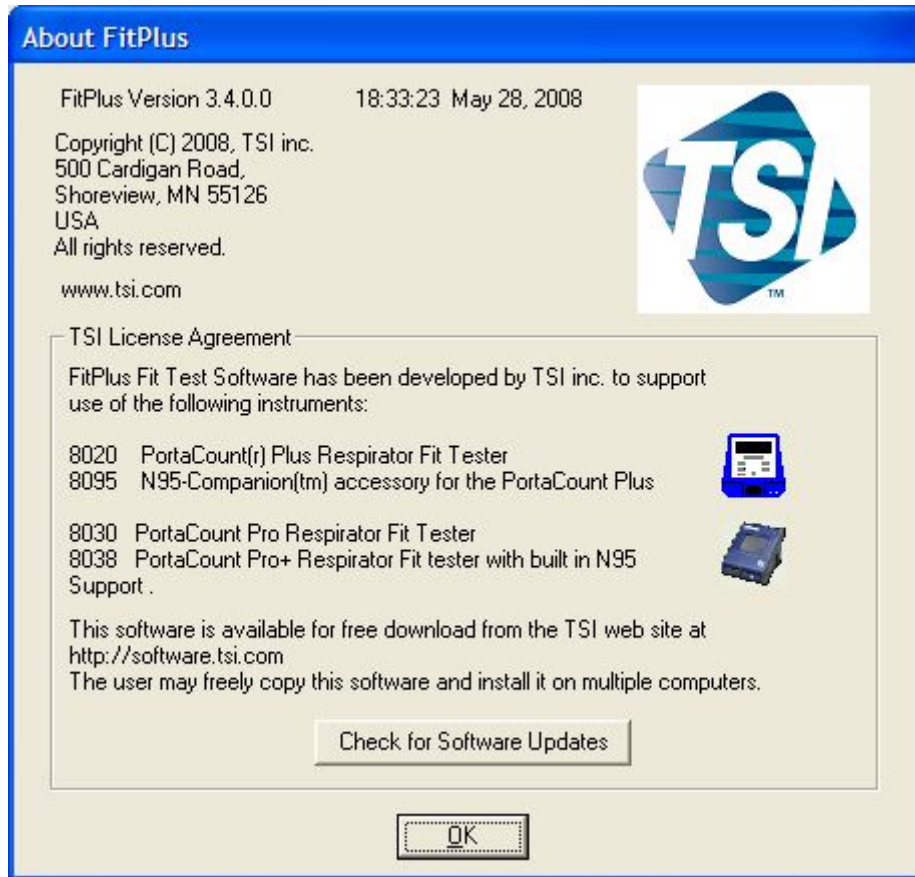 About FitPlus
FitPlus Version 3.4.0.0 18:33:23 May 28, 2008
Copyright (C) 2008, TSI inc.
500 Cardigan Road,
Shoreview, MN 55126
USA
All rights reserved.
www.tsi.com
TSI
TM
TSI License Agreement
FitPlus Fit Test Software has been developed by TSI inc. to support
use of the following instruments:
8020 PortaCount(r) Plus Respirator Fit Tester
8095 N95-Companion(tm) accessory for the PortaCount Plus
8030 PortaCount Pro Respirator Fit Tester
8038 PortaCount Pro+ Respirator Fit tester with built in N95
Support .
This software is available for free download from the TSI web site at
http://software.tsi.com
The user may freely copy this software and install it on multiple computers.
Check for Software Updates
OK